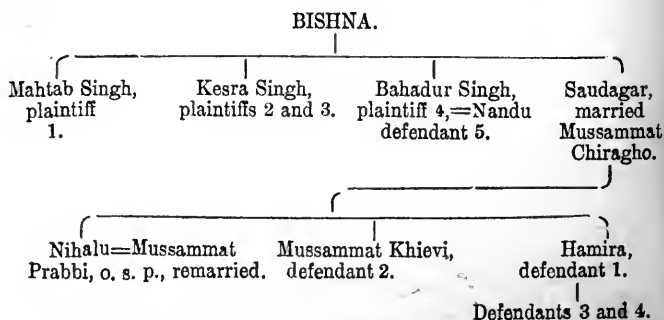 BISHNA.
Mahtab Singh, Kesra Singh, Bahadur Singh, Saudagar,
plaintiff plaintiffs 2 and 3. plaintiff 4,=Nandu married
1. defendant 5. Mussammat
Chiragho.
Nihalu=Mussammat Mussammat Khievi, Hamira,
Prabbi, o. s. p., remarried. defendant 2. defendant 1.
Defendants 3 and 4.